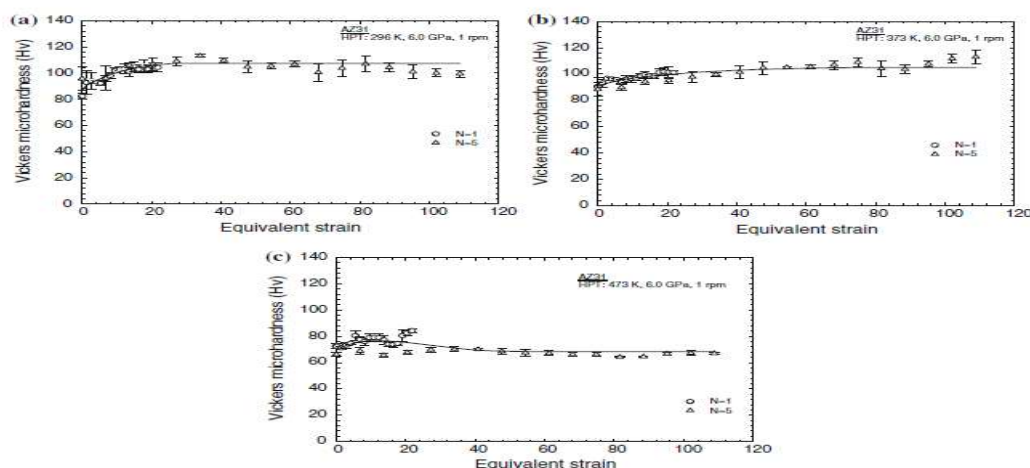 (a)
140
120
100
80
60
40
20
0
Vickers microhardness (Hv)
AZ31
HPT: 296 K, 6.0 GPa, 1 rpm
N-1
N-5
0 20 40 60 80 100 120
Equivalent strain
(b)
140
120
100
80
60
40
20
0
Vickers microhardness (Hv)
AZ31
HPT: 373 K, 6.0 GPa, 1 rpm
N-1
N-5
0 20 40 60 80 100 120
Equivalent strain
(c)
140
120
100
80
60
40
20
0
Vickers microhardness (Hv)
AZ31
HPT: 473 K, 6.0 GPa, 1 rpm
N-1
N-5
0 20 40 60 80 100 120
Equivalent strain